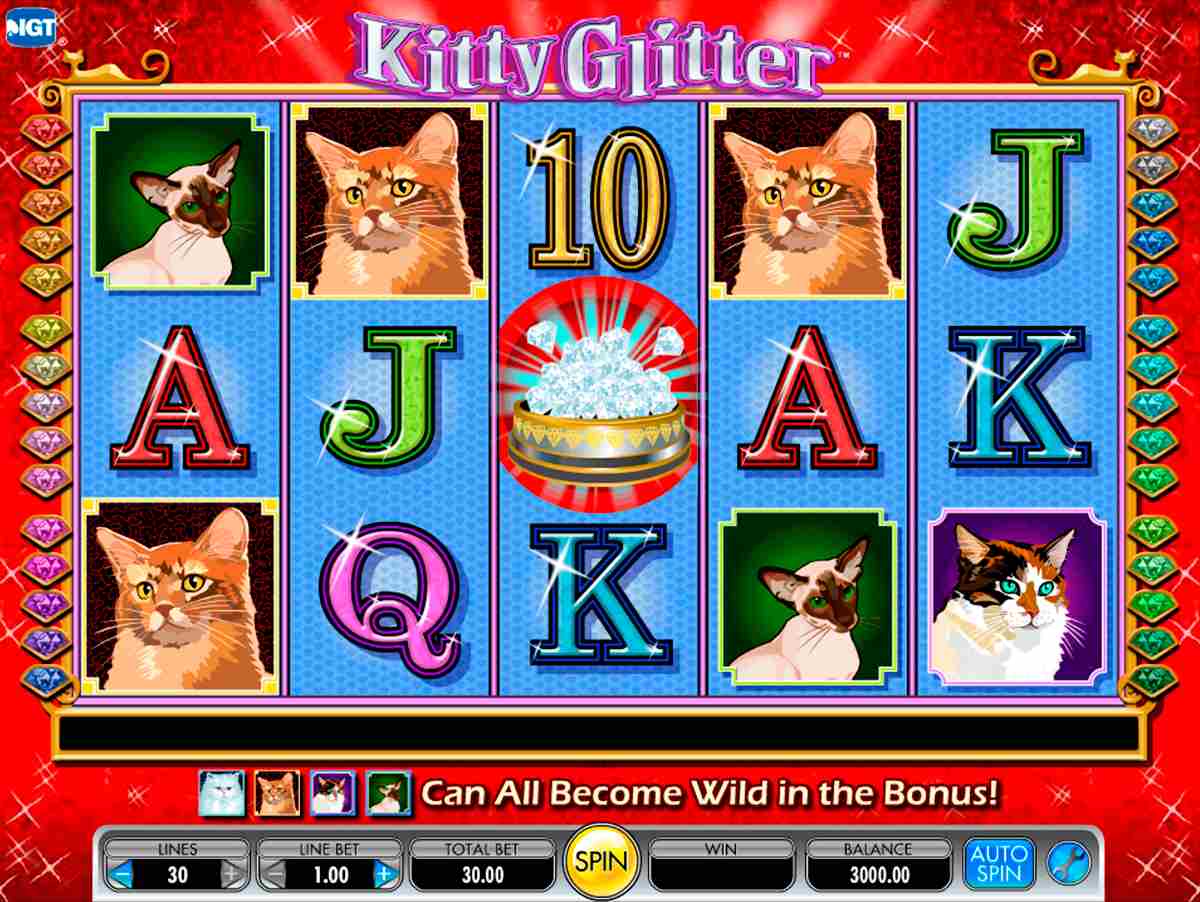 IGT ®
Kitty Glitter ™
10 J
A J A K
Q K
Can All Become Wild in the Bonus!
LINES LINE BET TOTAL BET SPIN WIN BALANCE AUTO SPIN
- 30 + - 1.00 + 30.00 3000.00